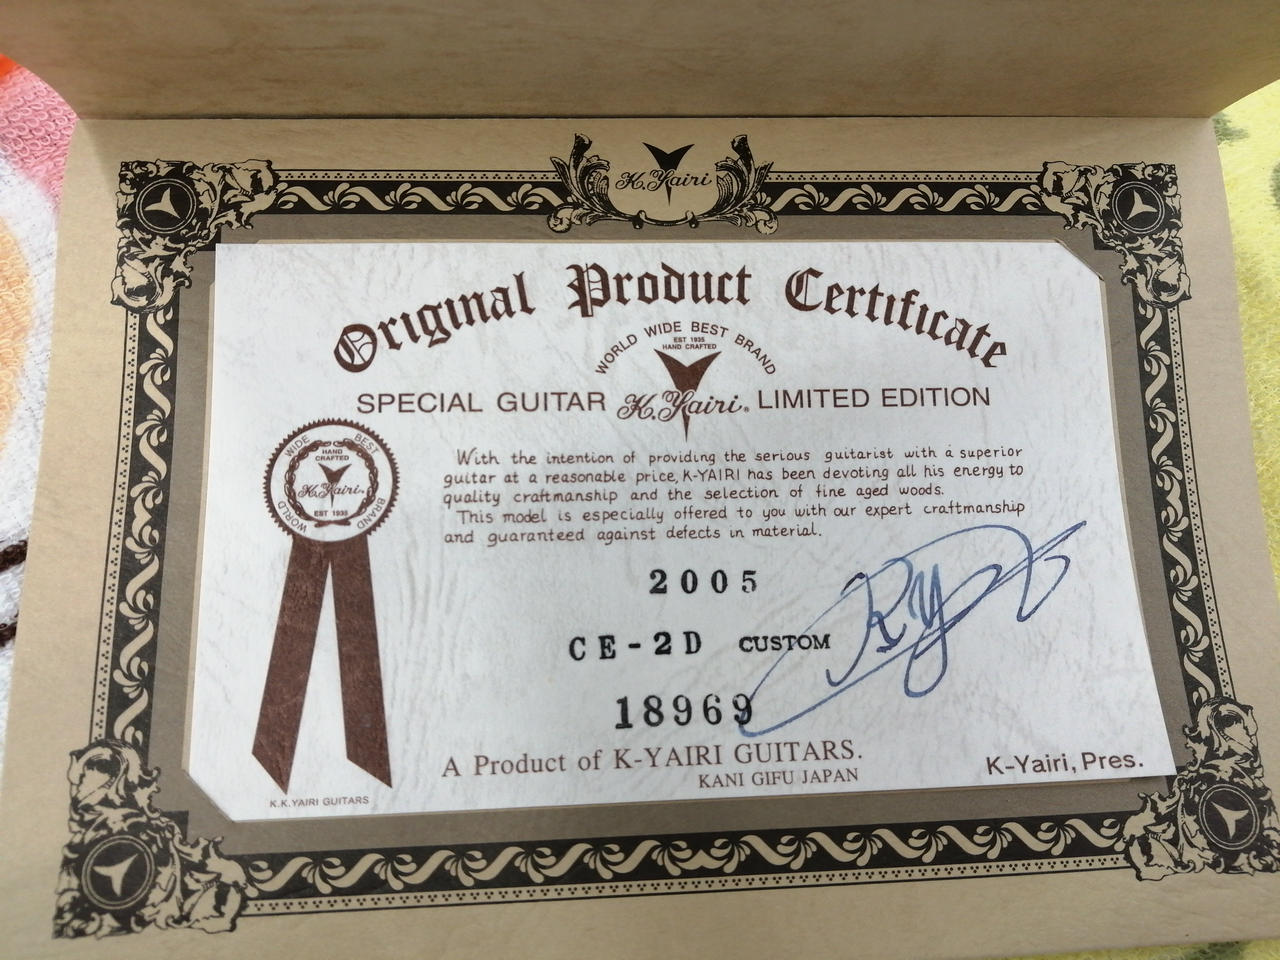 K.Yairi
Original Product Certificate
WORLD WIDE BEST BRAND
EST 1935
HAND CRAFTED
SPECIAL GUITAR K.Yairi® LIMITED EDITION
WORLD WIDE BEST BRAND
HAND
CRAFTED
K.Yairi
EST 1935
With the intention of providing the serious guitarist with a superior
guitar at a reasonable price, K-YAIRI has been devoting all his energy to
quality craftmanship and the selection of fine aged woods.
This model is especially offered to you with our expert craftmanship
and guaranteed against defects in material.
2005
CE-2D CUSTOM
18969
A Product of K-YAIRI GUITARS.
KANI GIFU JAPAN
K-Yairi, Pres.
K.K.YAIRI GUITARS